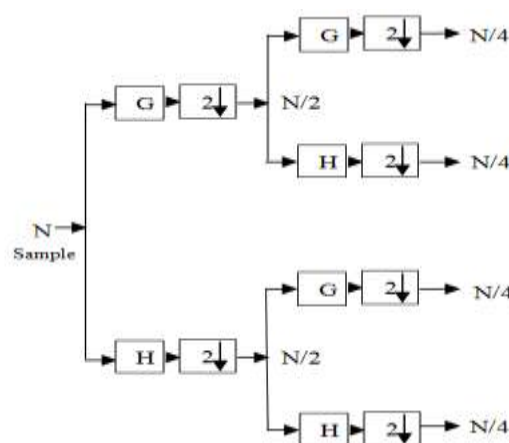 G 2↓ N/4
G 2↓ N/2
H 2↓ N/4
N
Sample
G 2↓ N/4
H 2↓ N/2
H 2↓ N/4